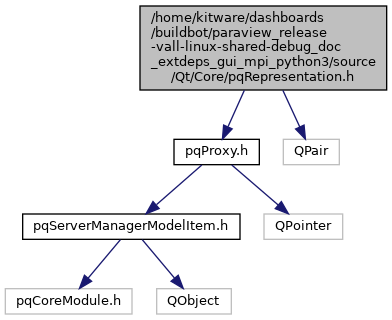 /home/kitware/dashboards
/buildbot/paraview_release
-vall-linux-shared-debug_doc
_extdeps_gui_mpi_python3/source
/Qt/Core/pqRepresentation.h
pqProxy.h
QPair
pqServerManagerModelItem.h
QPointer
pqCoreModule.h
QObject